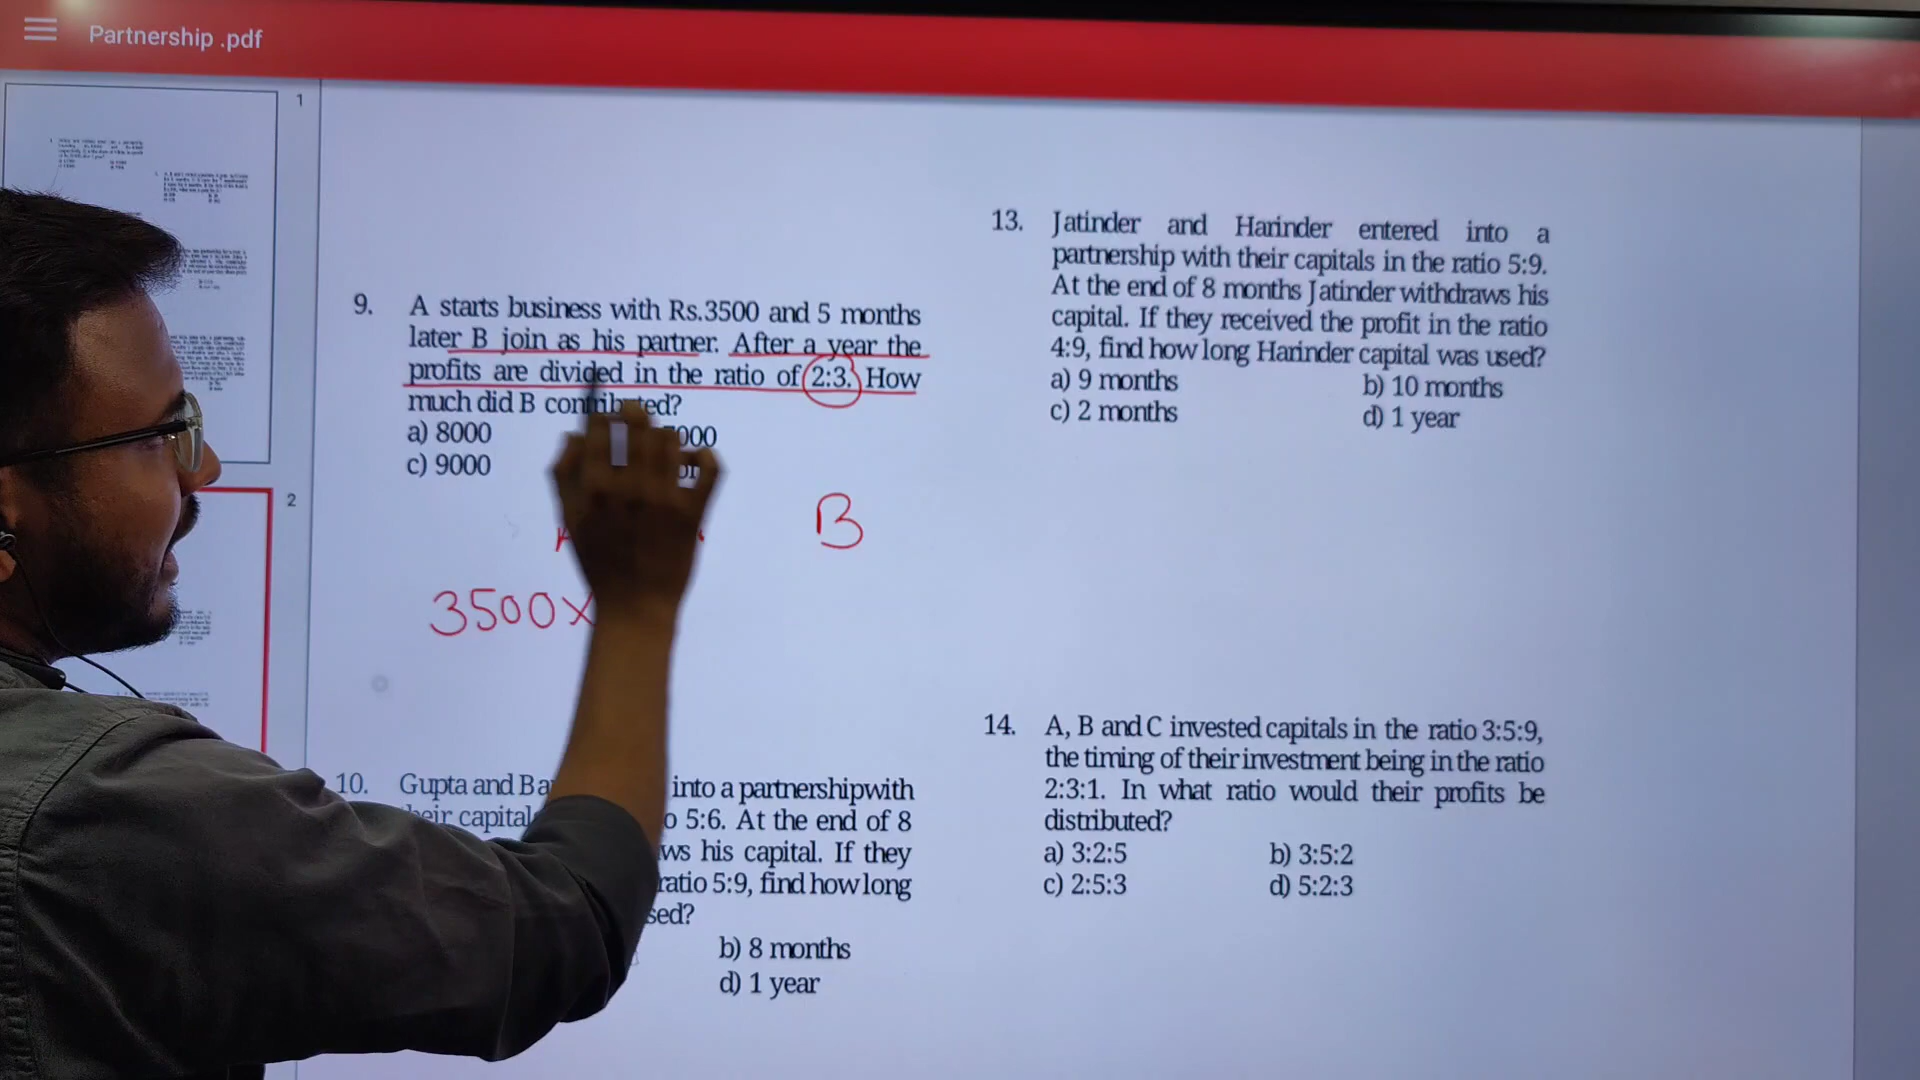 Partnership .pdf
1
2
9. A starts business with Rs.3500 and 5 months
later B join as his partner. After a year the
profits are divided in the ratio of 2:3. How
much did B contributed?
a) 8000
c) 9000
B
3500×
10. Gupta and
into a partnershipwith
5:6. At the end of 8
his capital. If they
ratio 5:9, find how long
b) 8 months
d) 1 year
13. Jatinder and Harinder entered into a
partnership with their capitals in the ratio 5:9.
At the end of 8 months Jatinder withdraws his
capital. If they received the profit in the ratio
4:9, find how long Harinder capital was used?
a) 9 months b) 10 months
c) 2 months d) 1 year
14. A, B and C invested capitals in the ratio 3:5:9,
the timing of their investment being in the ratio
2:3:1. In what ratio would their profits be
distributed?
a) 3:2:5 b) 3:5:2
c) 2:5:3 d) 5:2:3